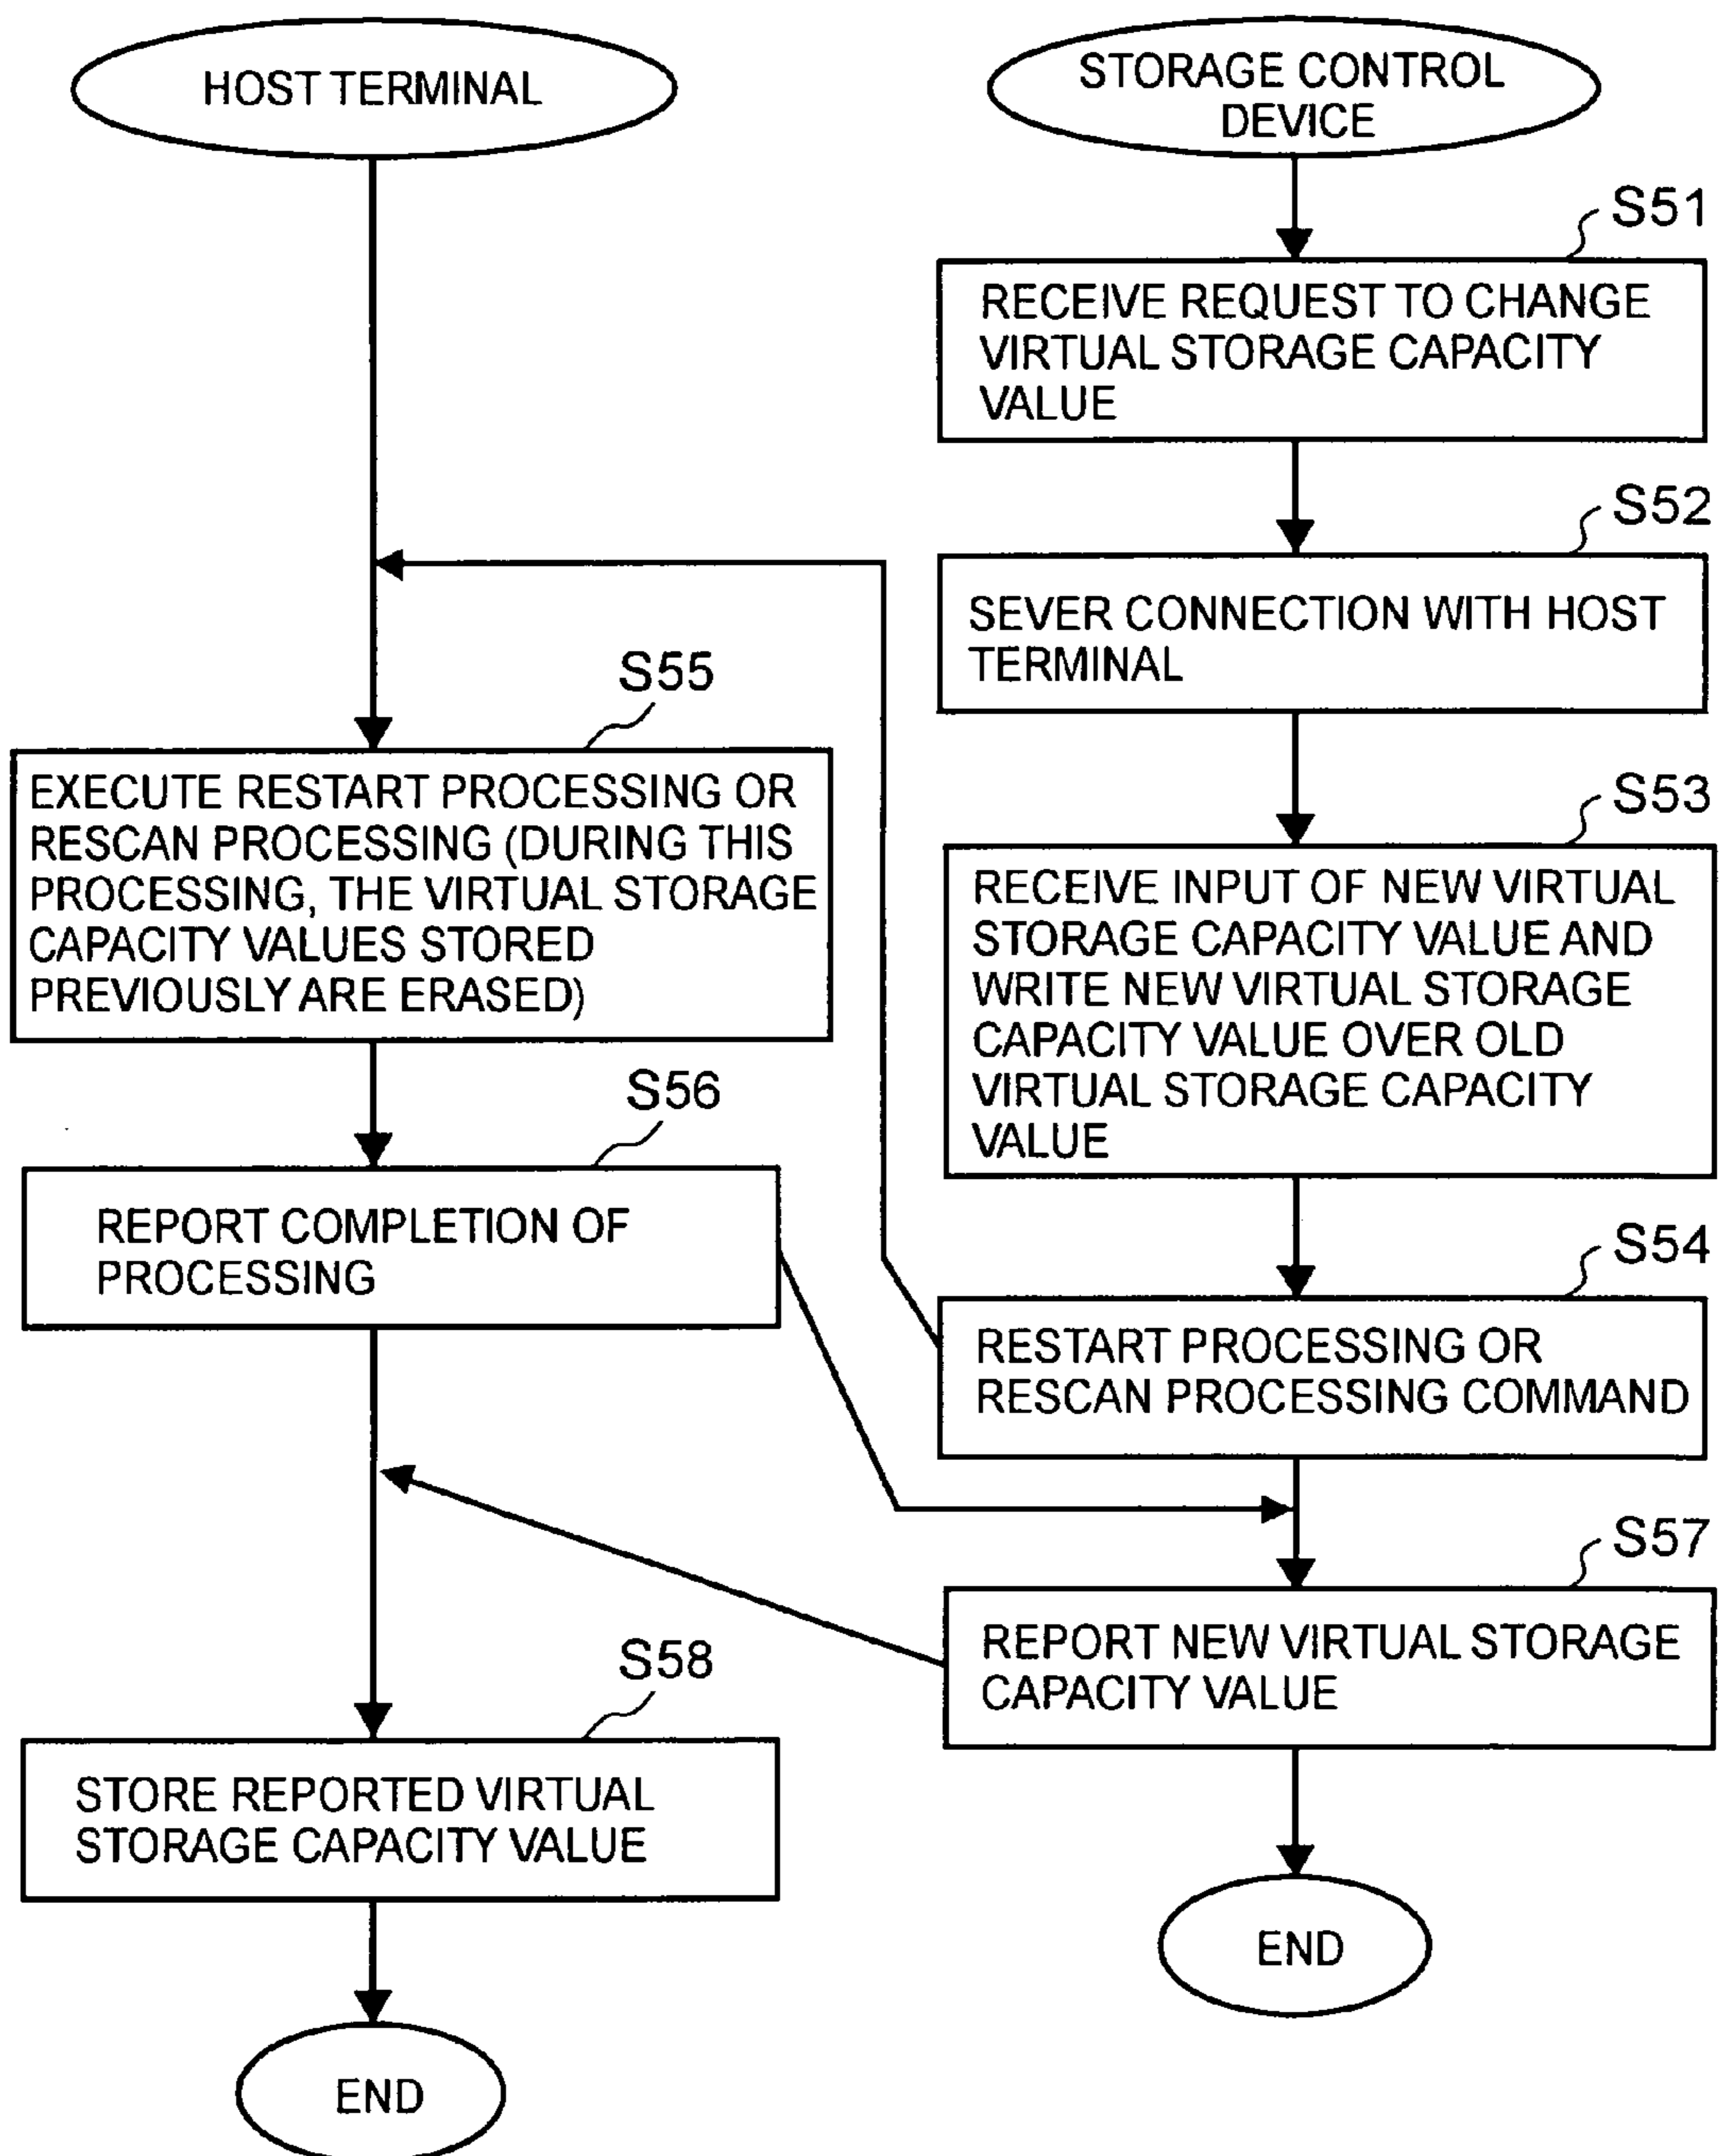 HOST TERMINAL
STORAGE CONTROL
DEVICE
S51
RECEIVE REQUEST TO CHANGE
VIRTUAL STORAGE CAPACITY
VALUE
S52
SEVER CONNECTION WITH HOST
TERMINAL
S53
RECEIVE INPUT OF NEW VIRTUAL
STORAGE CAPACITY VALUE AND
WRITE NEW VIRTUAL STORAGE
CAPACITY VALUE OVER OLD
VIRTUAL STORAGE CAPACITY
VALUE
S54
RESTART PROCESSING OR
RESCAN PROCESSING COMMAND
S55
EXECUTE RESTART PROCESSING OR
RESCAN PROCESSING (DURING THIS
PROCESSING, THE VIRTUAL STORAGE
CAPACITY VALUES STORED
PREVIOUSLY ARE ERASED)
S56
REPORT COMPLETION OF
PROCESSING
S57
REPORT NEW VIRTUAL STORAGE
CAPACITY VALUE
S58
STORE REPORTED VIRTUAL
STORAGE CAPACITY VALUE
END
END